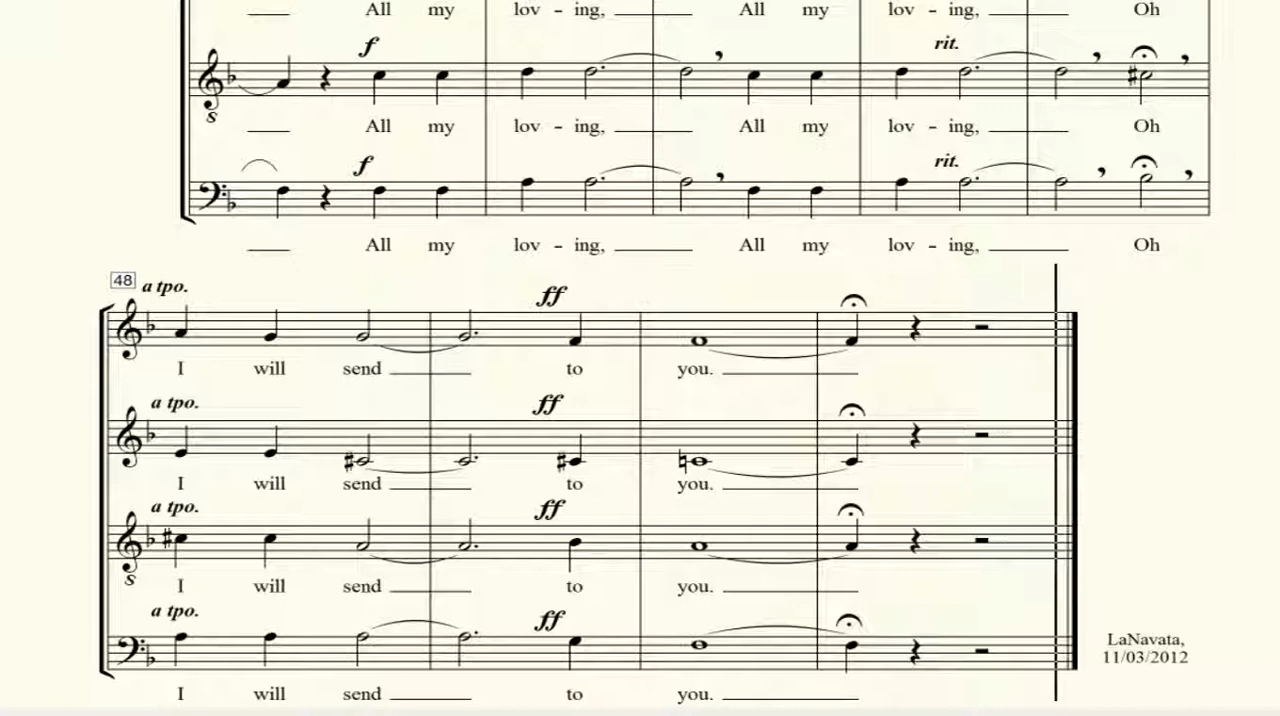 All my lov - ing, All my lov - ing, Oh
f rit.
8
All my lov - ing, All my lov - ing, Oh
f rit.
All my lov - ing, All my lov - ing, Oh
48 a tpo. ff
I will send to you.
a tpo. ff
I will send to you.
a tpo. ff
8
I will send to you.
a tpo. ff
I will send to you.
LaNavata,
11/03/2012